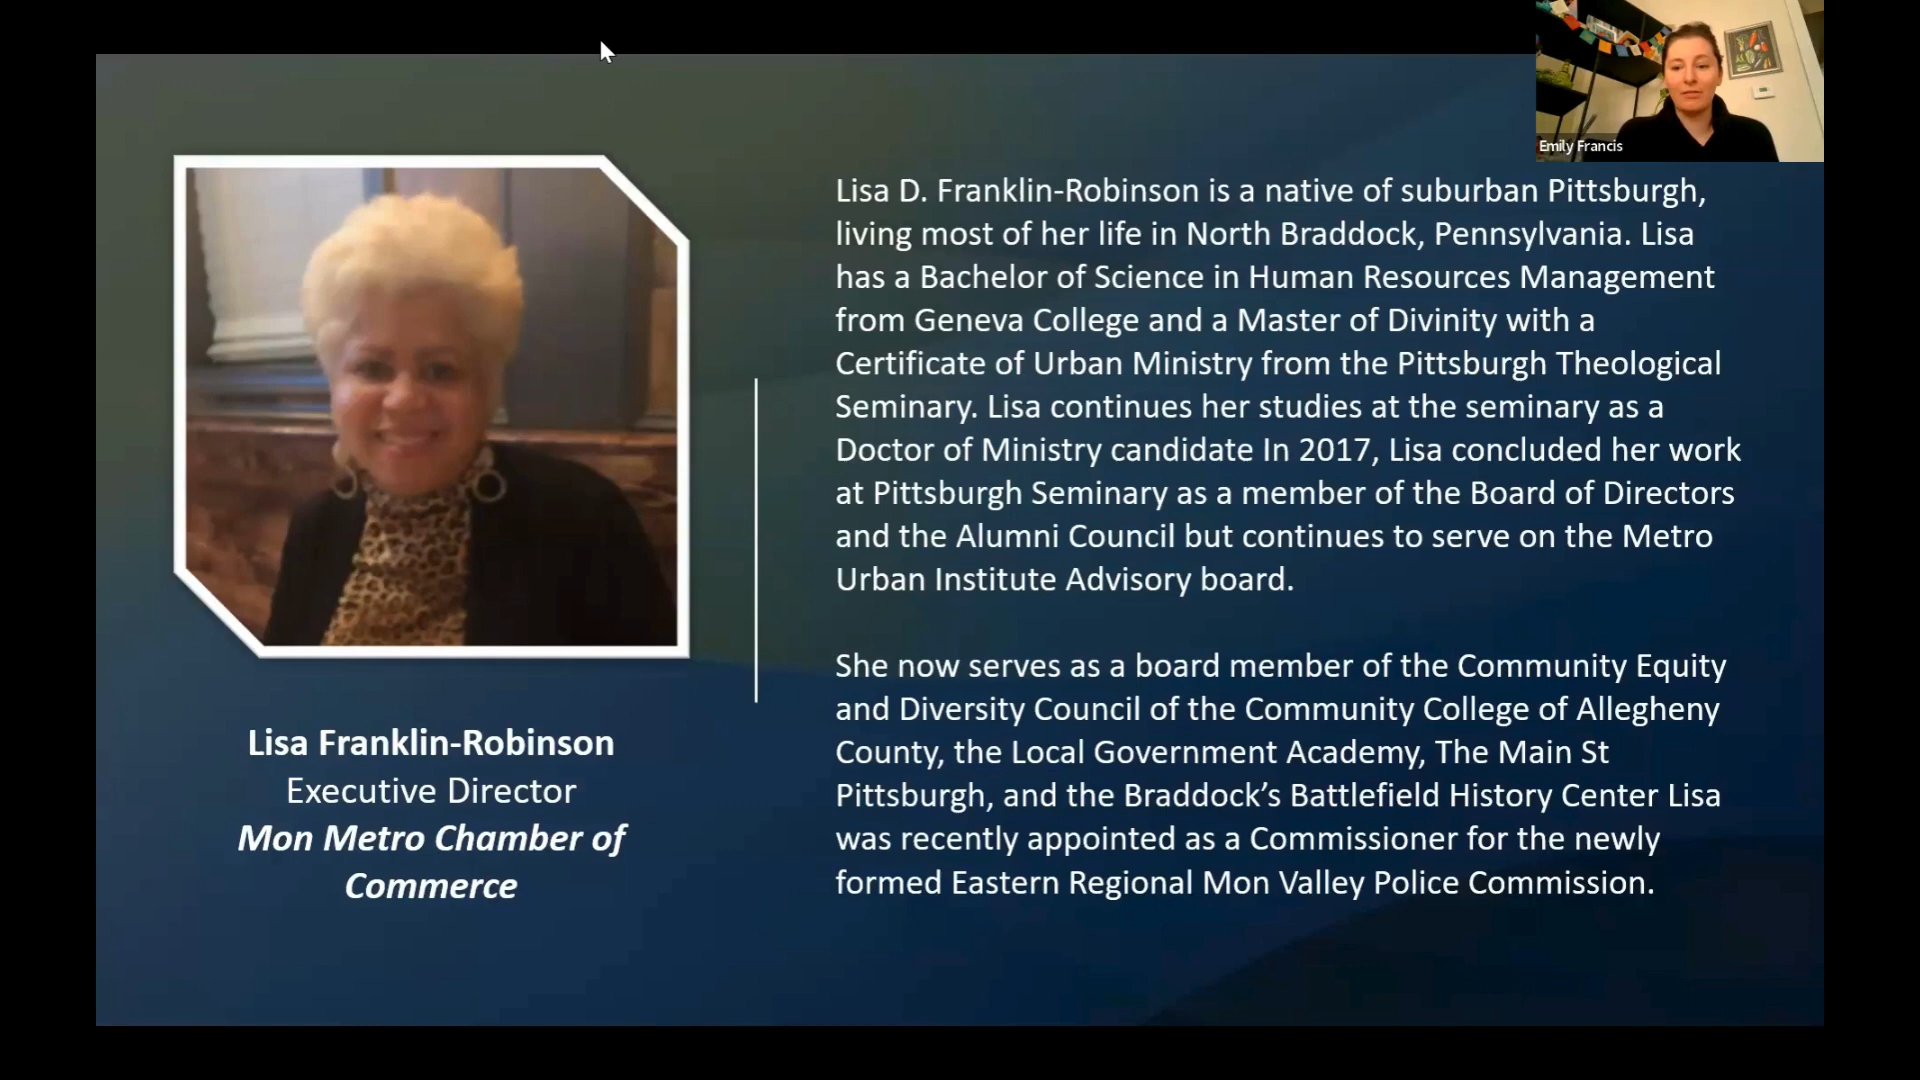 Emily Francis
Lisa D. Franklin-Robinson is a native of suburban Pittsburgh,
living most of her life in North Braddock, Pennsylvania. Lisa
has a Bachelor of Science in Human Resources Management
from Geneva College and a Master of Divinity with a
Certificate of Urban Ministry from the Pittsburgh Theological
Seminary. Lisa continues her studies at the seminary as a
Doctor of Ministry candidate In 2017, Lisa concluded her work
at Pittsburgh Seminary as a member of the Board of Directors
and the Alumni Council but continues to serve on the Metro
Urban Institute Advisory board.
She now serves as a board member of the Community Equity
and Diversity Council of the Community College of Allegheny
County, the Local Government Academy, The Main St
Pittsburgh, and the Braddock’s Battlefield History Center Lisa
was recently appointed as a Commissioner for the newly
formed Eastern Regional Mon Valley Police Commission.
Lisa Franklin-Robinson
Executive Director
Mon Metro Chamber of
Commerce